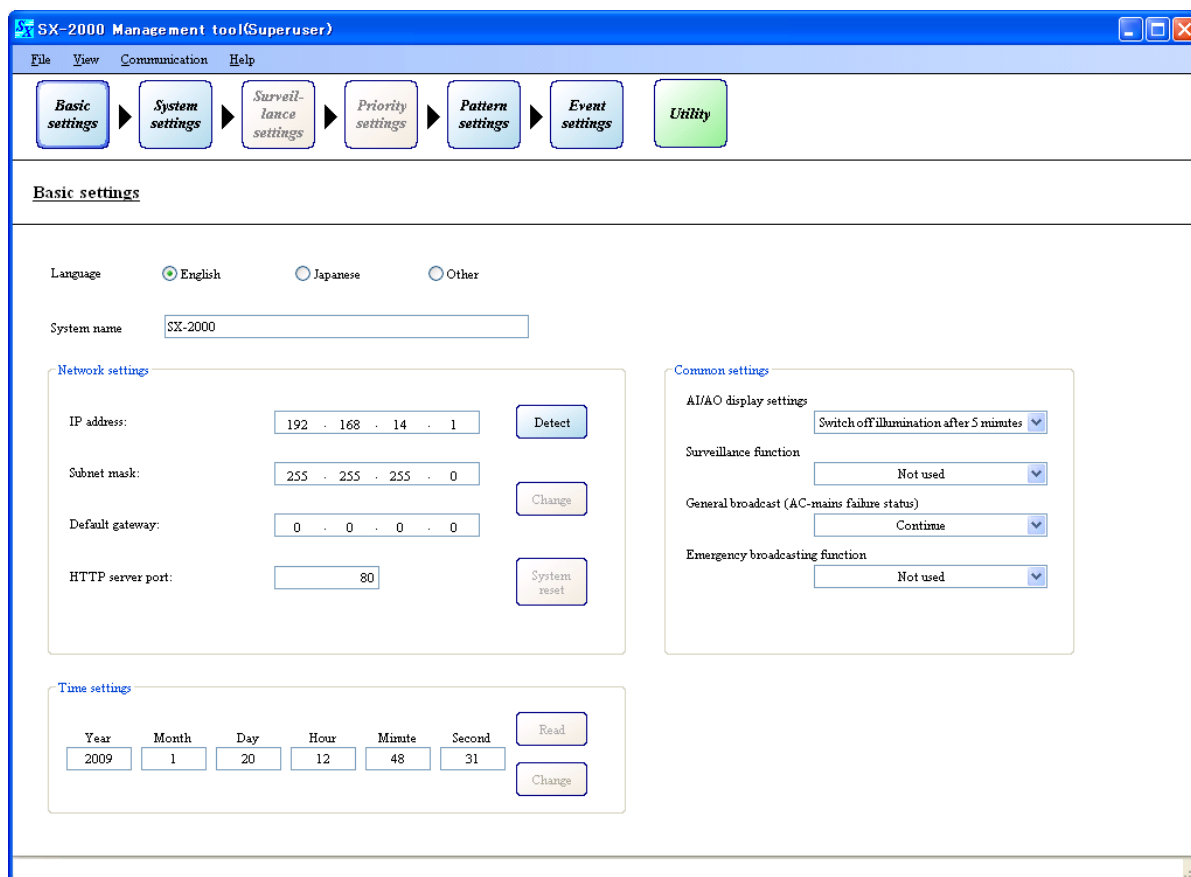 SX-2000 Management tool(Superuser)
File View Communication Help
Basic
settings
System
settings
Surveil-
lance
settings
Priority
settings
Pattern
settings
Event
settings
Utility
Basic settings
Language English Japanese Other
System name SX-2000
Network settings
IP address: 192 . 168 . 14 . 1 Detect
Subnet mask: 255 . 255 . 255 . 0
Change
Default gateway: 0 . 0 . 0 . 0
HTTP server port: 80
System
reset
Common settings
AI/AO display settings
Switch off illumination after 5 minutes
Surveillance function
Not used
General broadcast (AC-mains failure status)
Continue
Emergency broadcasting function
Not used
Time settings
Year Month Day Hour Minute Second
2009 1 20 12 48 31
Read
Change